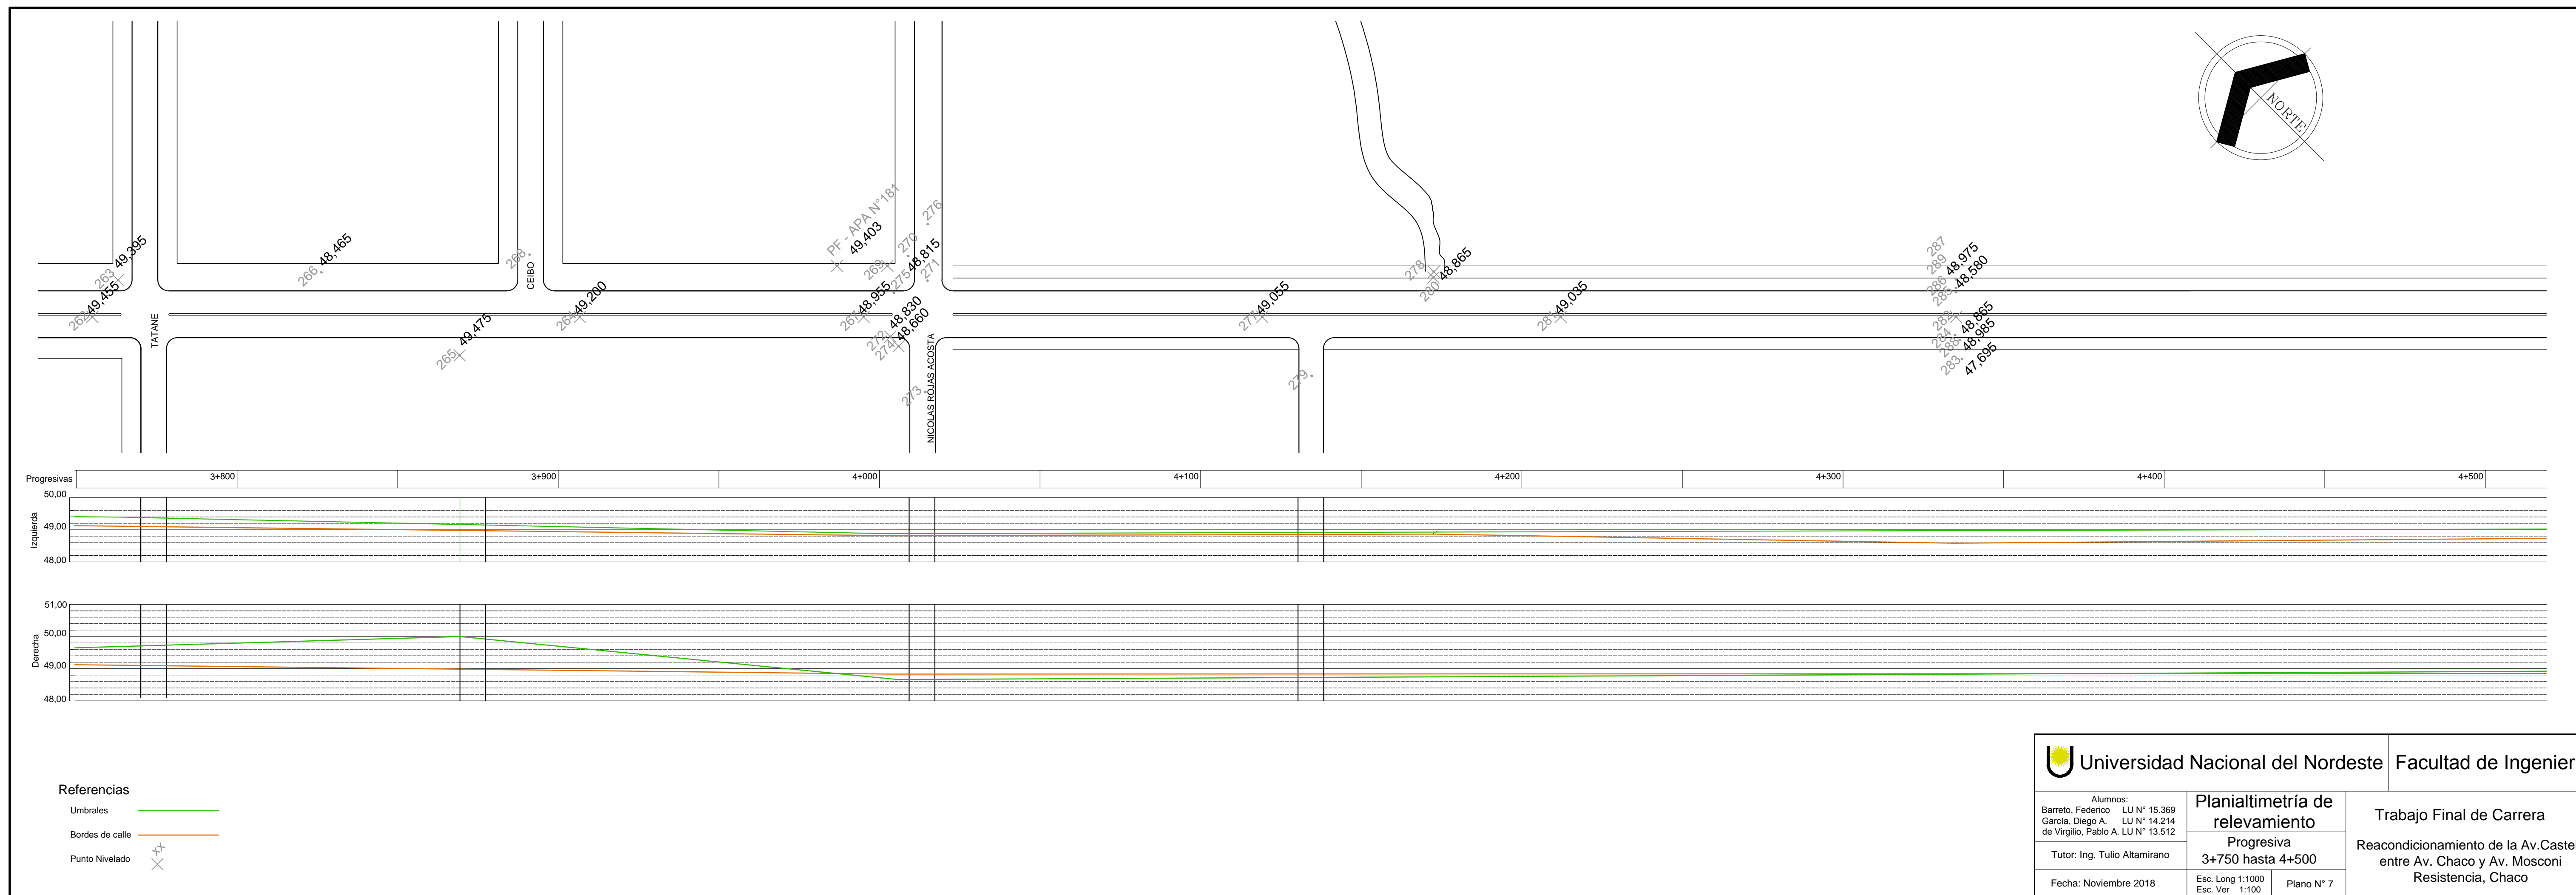 NORTE
263
49,395
262
49,455
266
48,465
268
CEIBO
264
49,200
265
49,475
TATANE
PF - APA N°181
49,403
276
270
269
48,815
275
271
267
48,955
272
48,830
274
48,660
273
NICOLAS ROJAS ACOSTA
277
49,055
279
278
48,865
280
281
49,035
287
289
48,975
286
48,580
285
282
48,865
284
48,985
288
47,695
283
Progresivas
3+800
3+900
4+000
4+100
4+200
4+300
4+400
4+500
50,00
49,00
48,00
Izquierda
51,00
50,00
49,00
48,00
Derecha
Referencias
Umbrales
Bordes de calle
Punto Nivelado
XX
Universidad Nacional del Nordeste
Facultad de Ingenier
Alumnos:
Barreto, Federico LU N° 15.369
García, Diego A. LU N° 14.214
de Virgilio, Pablo A. LU N° 13.512
Tutor: Ing. Tulio Altamirano
Fecha: Noviembre 2018
Planialtimetría de
relevamiento
Progresiva
3+750 hasta 4+500
Esc. Long 1:1000
Esc. Ver 1:100
Plano N° 7
Trabajo Final de Carrera
Reacondicionamiento de la Av.Caste
entre Av. Chaco y Av. Mosconi
Resistencia, Chaco